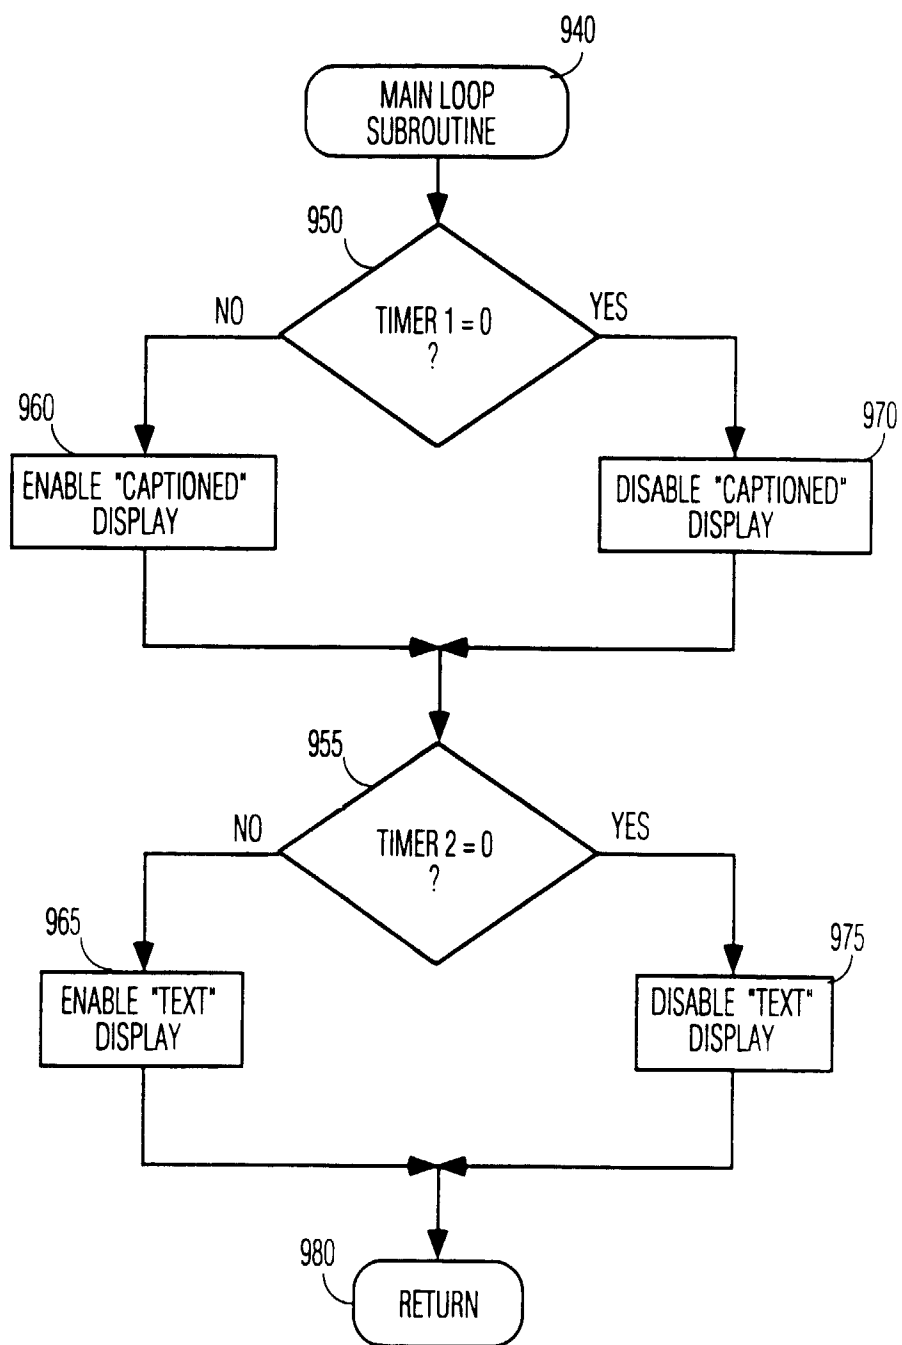 940
MAIN LOOP
SUBROUTINE
950
NO
YES
TIMER 1 = 0
?
960
970
ENABLE "CAPTIONED"
DISPLAY
DISABLE "CAPTIONED"
DISPLAY
955
NO
YES
TIMER 2 = 0
?
965
975
ENABLE "TEXT"
DISPLAY
DISABLE "TEXT"
DISPLAY
980
RETURN